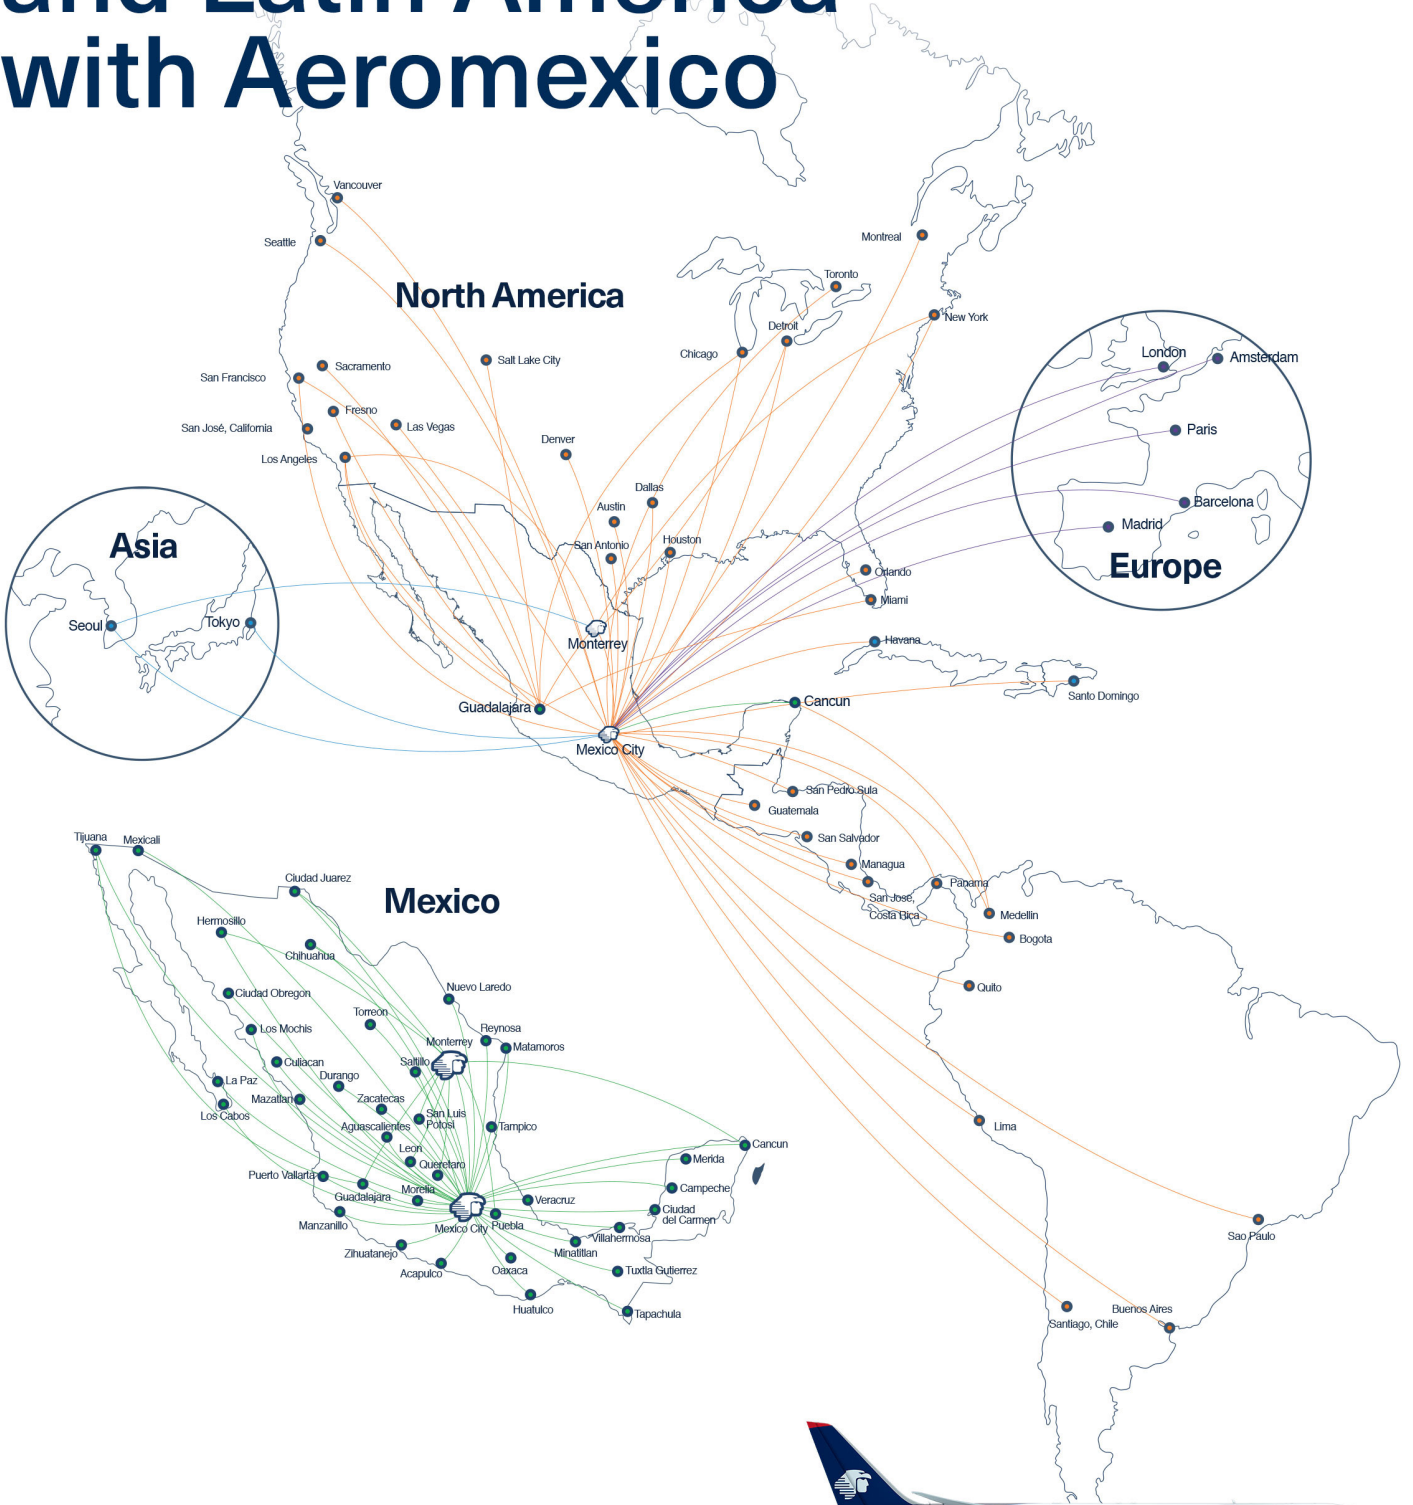 and Latin America
with Aeromexico
Vancouver
Seattle
Montreal
Toronto
North America
New York
Detroit
Chicago
London
Amsterdam
Salt Lake City
Sacramento
San Francisco
Fresno
San José, California
Las Vegas
Paris
Denver
Los Angeles
Dallas
Barcelona
Austin
Madrid
Houston
San Antonio
Asia
Europe
Orlando
Miami
Seoul
Tokyo
Monterrey
Havana
Santo Domingo
Guadalajara
Cancun
Mexico City
San Pedro Sula
Guatemala
San Salvador
Managua
San José,
Costa Rica
Panama
Medellin
Bogota
Quito
Lima
Sao Paulo
Buenos Aires
Santiago, Chile
Tijuana
Mexicali
Ciudad Juarez
Mexico
Hermosillo
Chihuahua
Ciudad Obregon
Nuevo Laredo
Torreon
Los Mochis
Reynosa
Monterrey
Matamoros
Culiacan
Saltillo
Durango
La Paz
Mazatlan
Zacatecas
Los Cabos
San Luis
Potosi
Aguascalientes
Tampico
Leon
Cancun
Queretaro
Merida
Puerto Vallarta
Guadalajara
Morelia
Campeche
Veracruz
Ciudad
del Carmen
Manzanillo
Mexico City
Puebla
Villahermosa
Zihuatanejo
Minatitlan
Acapulco
Oaxaca
Tuxtla Gutierrez
Huatulco
Tapachula